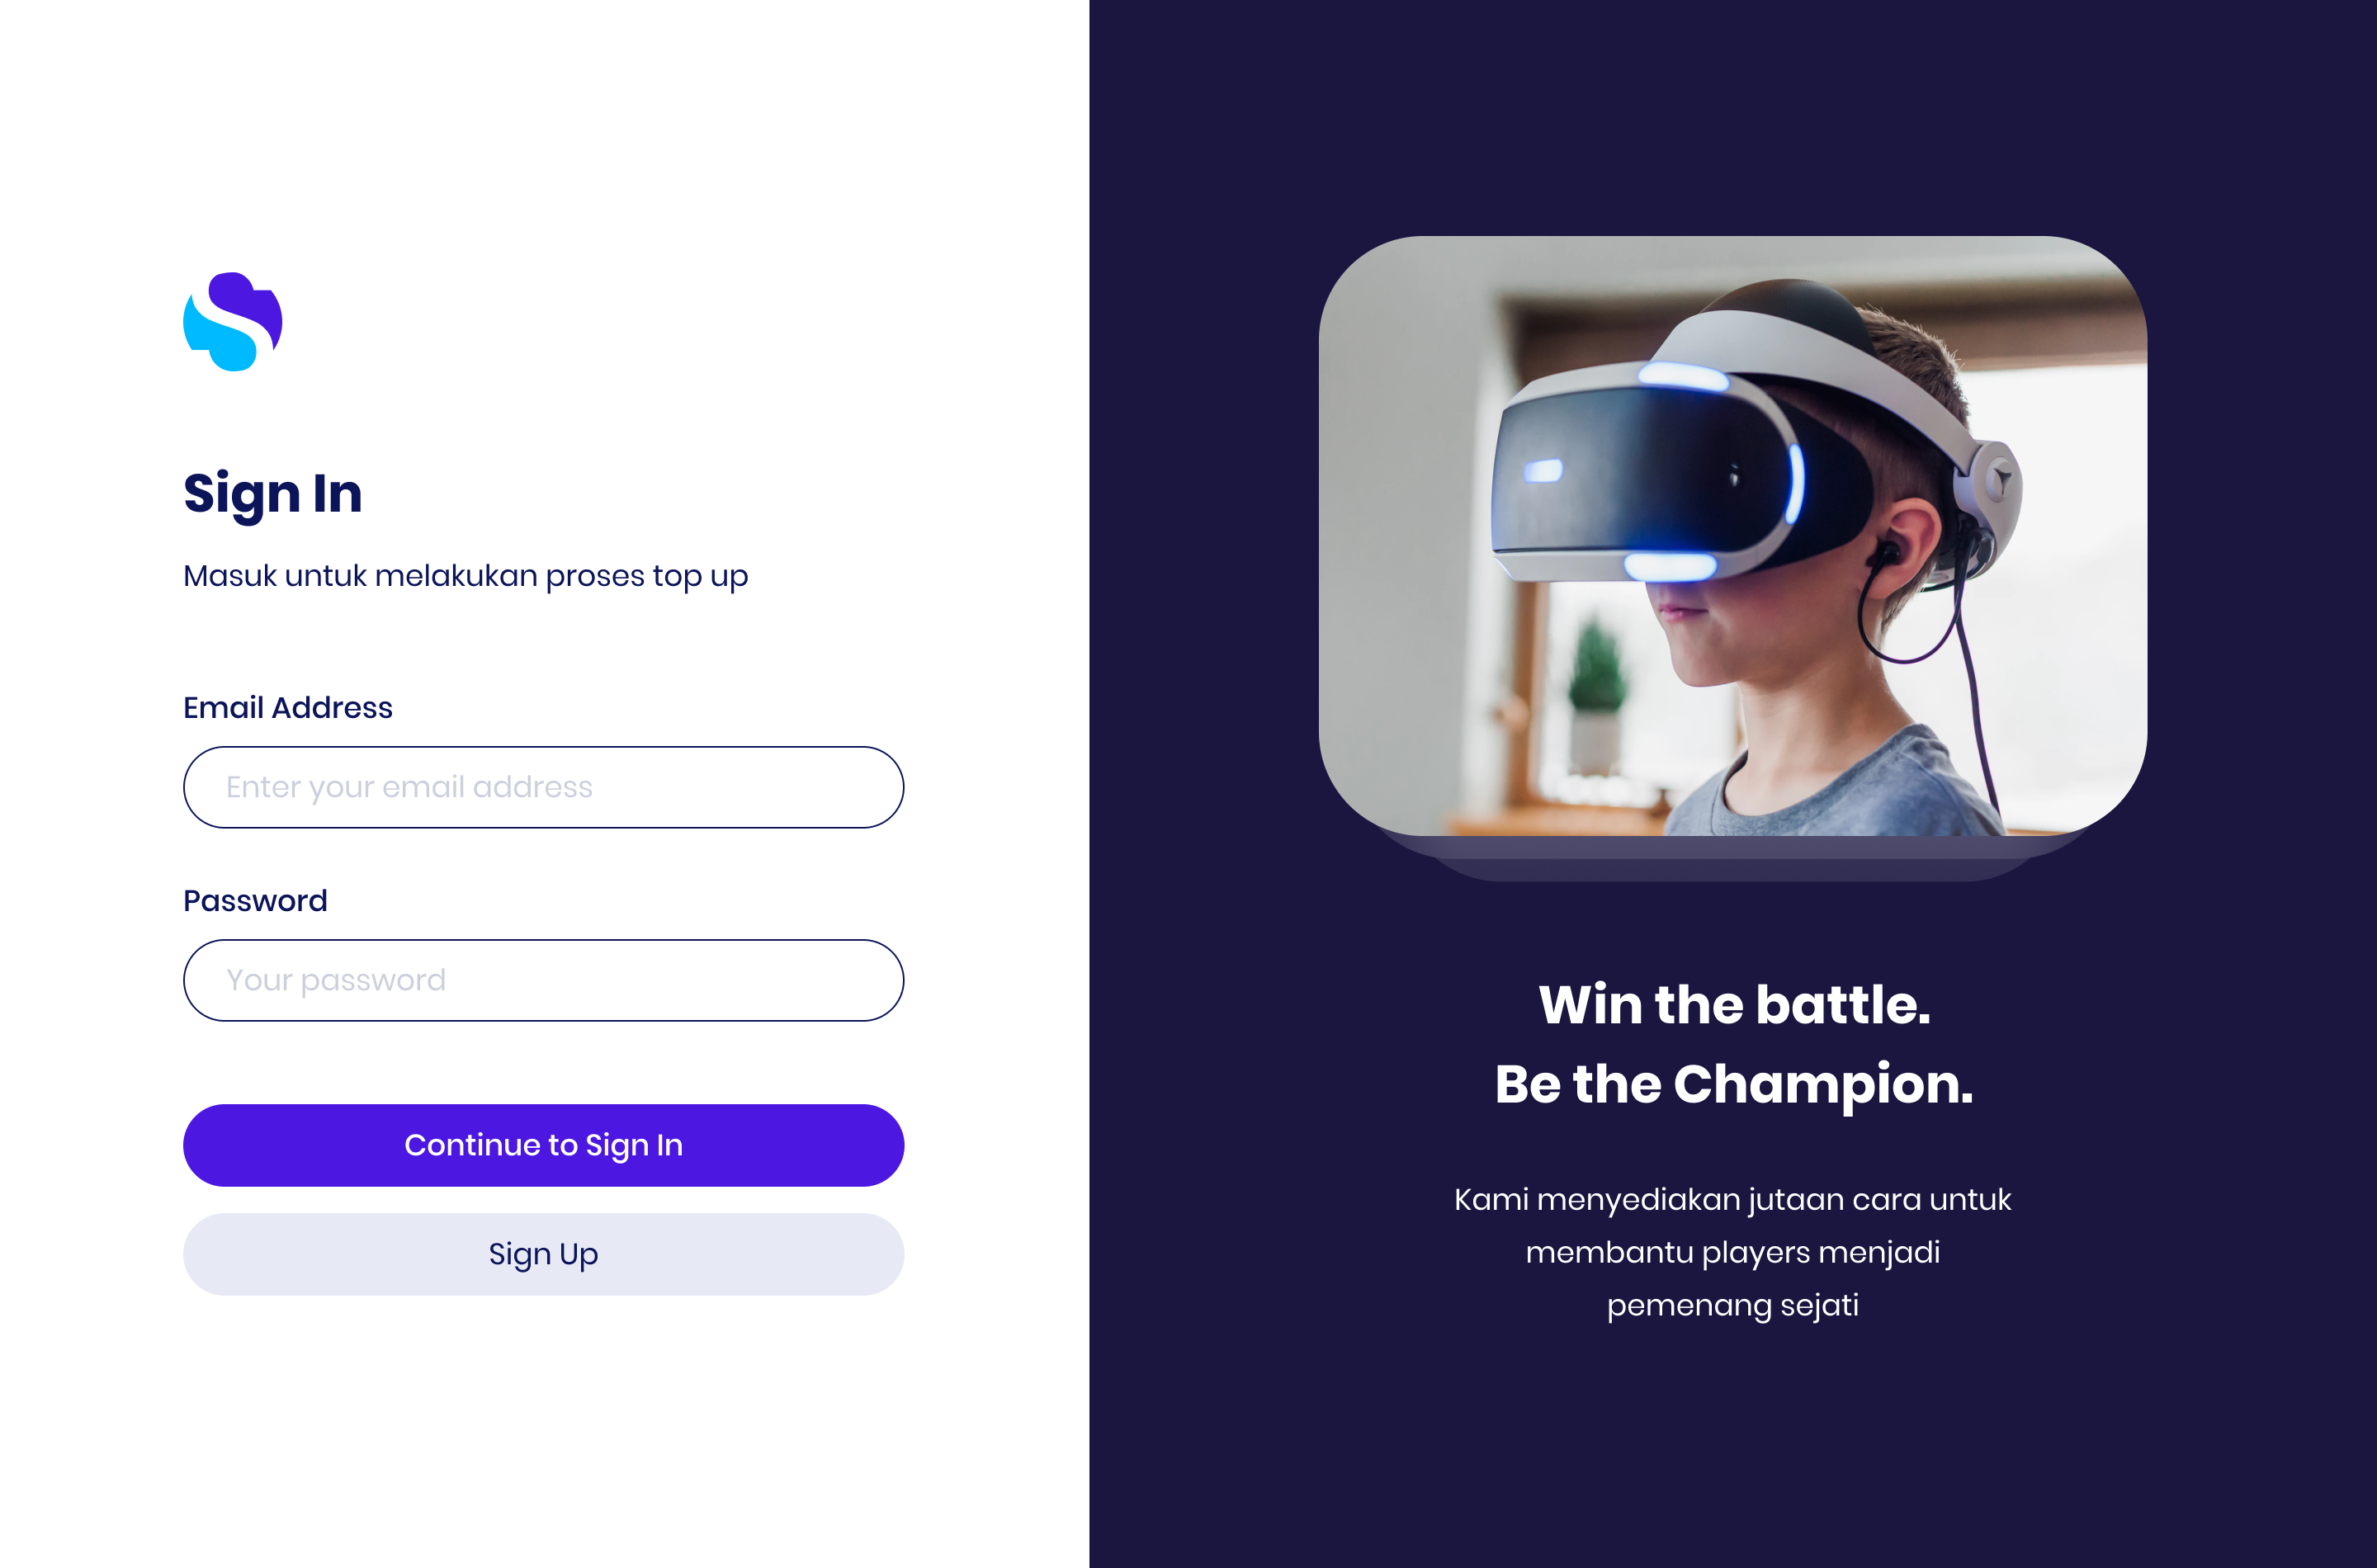 Sign In
Masuk untuk melakukan proses top up
Email Address
Enter your email address
Password
Your password
Continue to Sign In
Sign Up
Win the battle.
Be the Champion.
Kami menyediakan jutaan cara untuk
membantu players menjadi
pemenang sejati